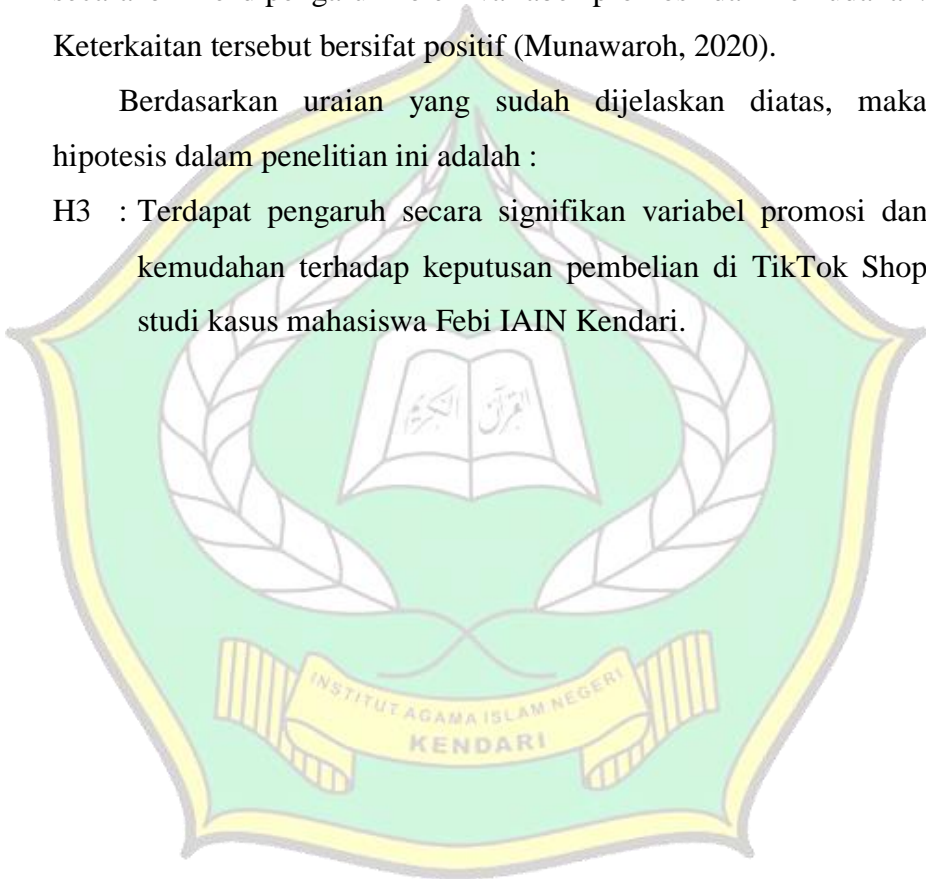 Keterkaitan tersebut bersifat positif (Munawaroh, 2020).
Berdasarkan uraian yang sudah dijelaskan diatas, maka
hipotesis dalam penelitian ini adalah :
H3 : Terdapat pengaruh secara signifikan variabel promosi dan
kemudahan terhadap keputusan pembelian di TikTok Shop
studi kasus mahasiswa Febi IAIN Kendari.
القرآن الكريم
INSTITUT AGAMA ISLAM NEGERI
KENDARI